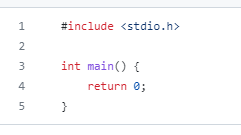 1 #include <stdio.h>
2
3 int main() {
4     return 0;
5 }